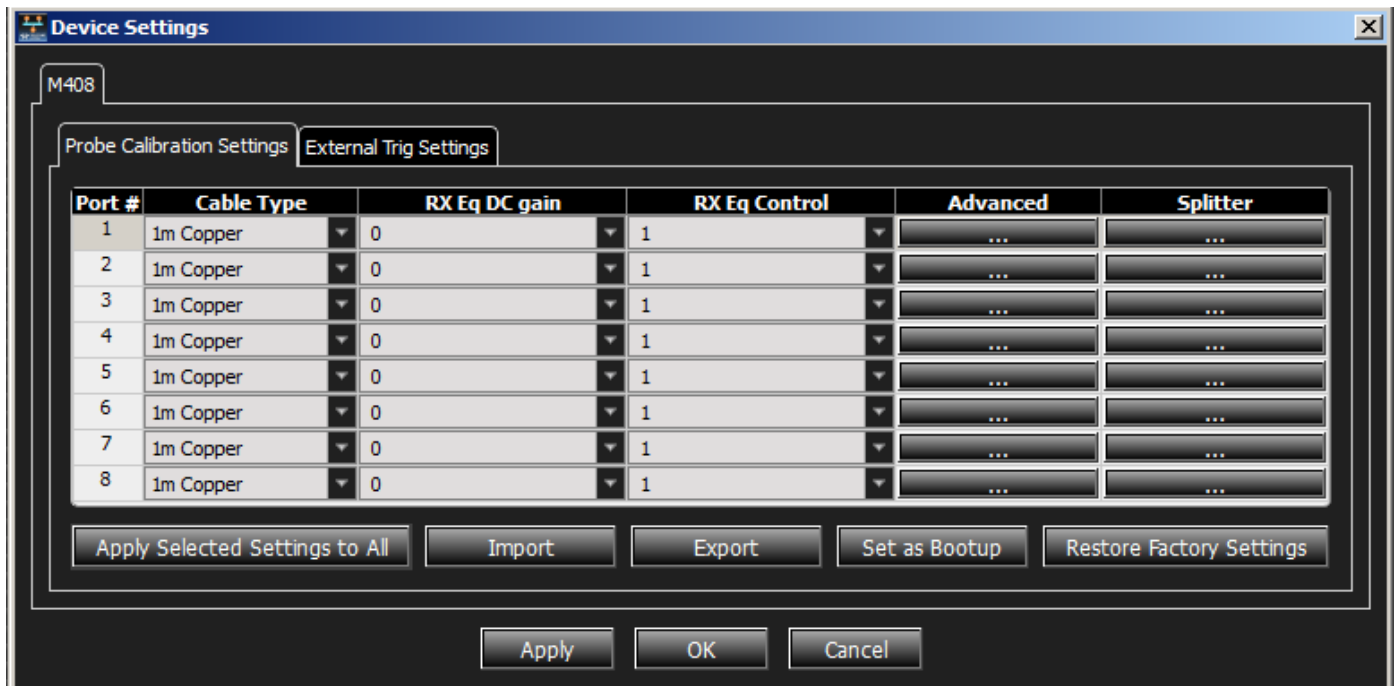 Device Settings
M408
Probe Calibration Settings External Trig Settings
Port # Cable Type RX Eq DC gain RX Eq Control Advanced Splitter
1 1m Copper 0 1 ... ...
2 1m Copper 0 1 ... ...
3 1m Copper 0 1 ... ...
4 1m Copper 0 1 ... ...
5 1m Copper 0 1 ... ...
6 1m Copper 0 1 ... ...
7 1m Copper 0 1 ... ...
8 1m Copper 0 1 ... ...
Apply Selected Settings to All Import Export Set as Bootup Restore Factory Settings
Apply OK Cancel